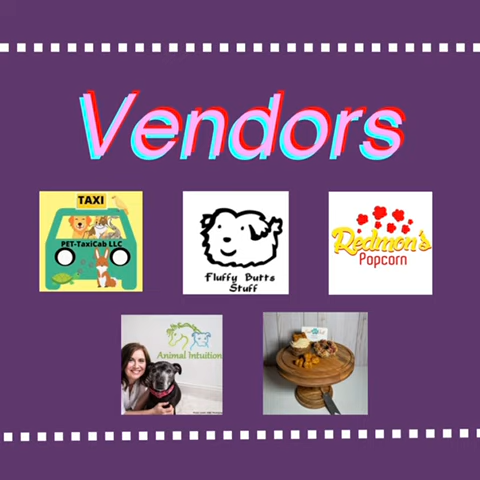 Vendors
TAXI
PET-TaxiCab LLC
Fluffy Butts
Stuff
Redmon's
Popcorn
Animal Intuition